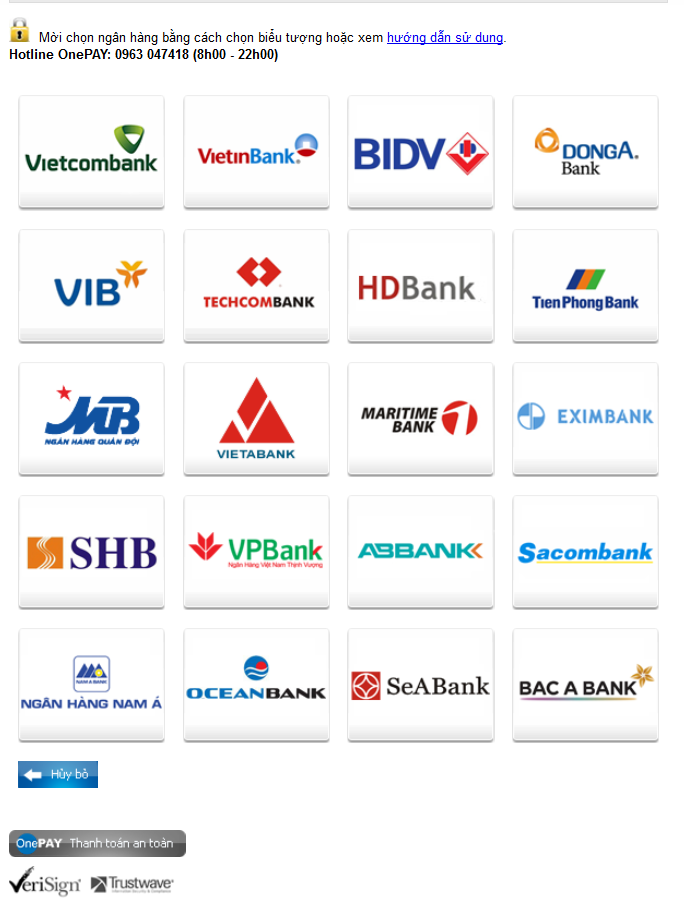 Mời chọn ngân hàng bằng cách chọn biểu tượng hoặc xem hướng dẫn sử dụng.
Hotline OnePAY: 0963 047418 (8h00 - 22h00)
Vietcombank
VietinBank
BIDV
DONGA Bank
VIB
TECHCOMBANK
HDBank
TIENPHONGBANK
MB
NGÂN HÀNG QUÂN ĐỘI
VIETABANK
MARITIME BANK
EXIMBANK
SHB
VPBank
Ngân Hàng Việt Nam Thịnh Vượng
ABBANK
Sacombank
NAM A BANK
NGÂN HÀNG NAM Á
OCEANBANK
SeABank
BAC A BANK
Hủy bỏ
OnePAY Thanh toán an toàn
VeriSign Trustwave